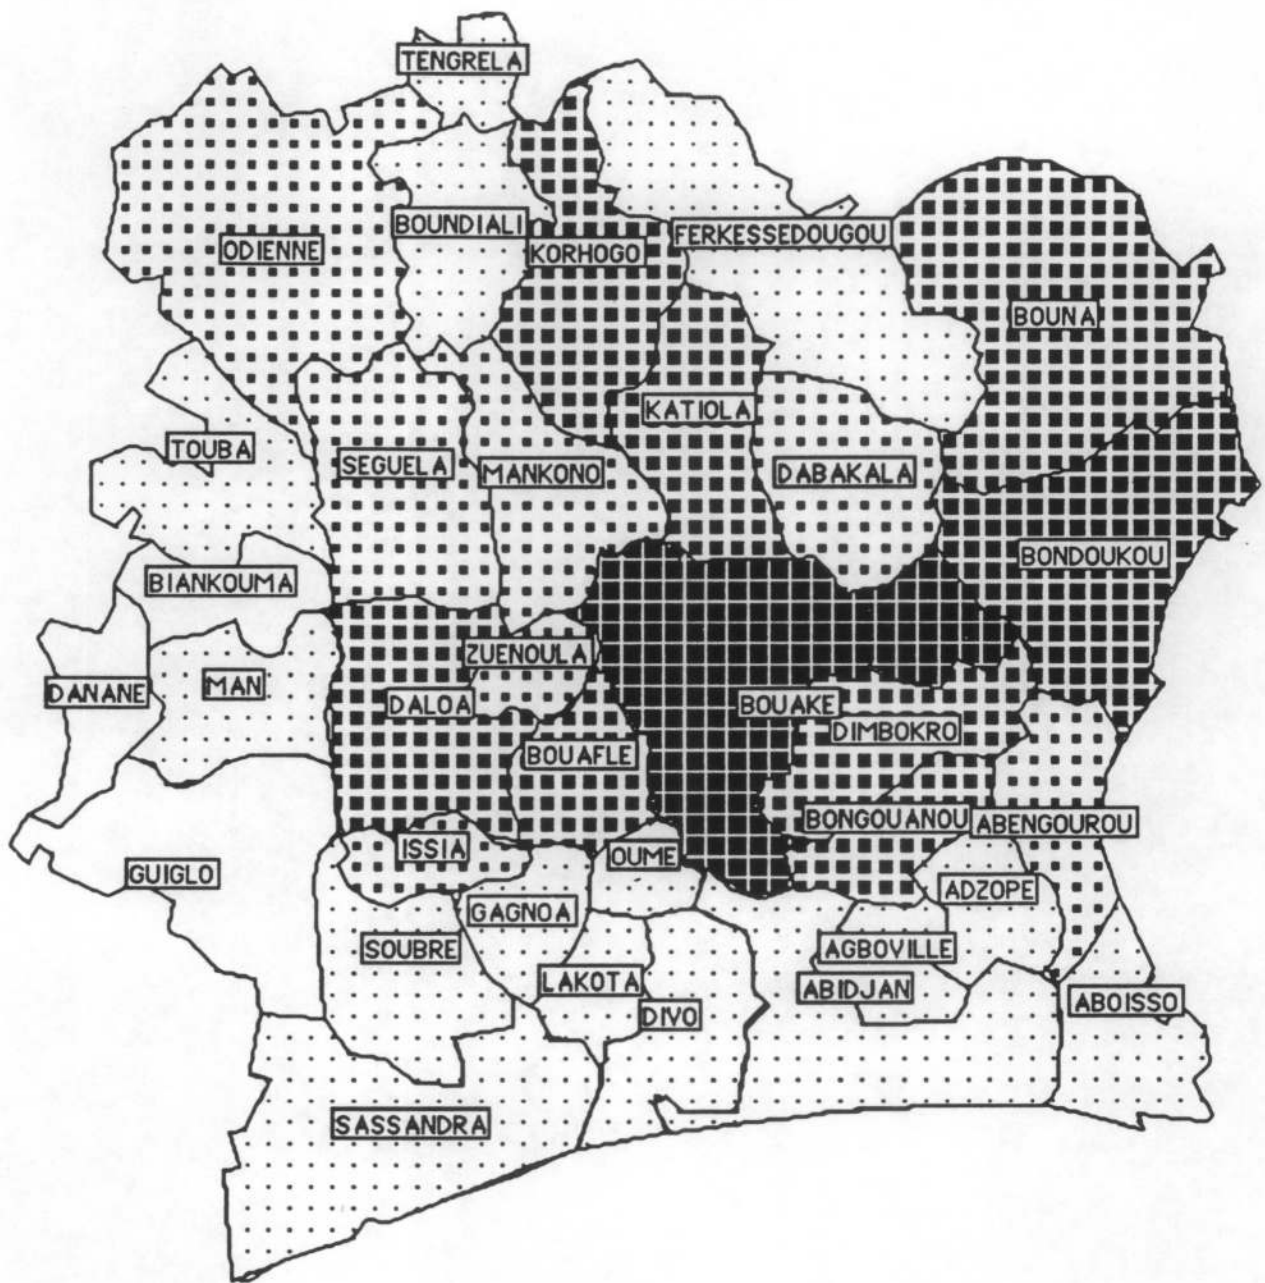 TENGRELA
BOUNDIALI
FERKESSEDOUGOU
ODIENNE
KORHOGO
BOUNA
KATIOLA
TOUBA
SEGUELA
MANKONO
DABAKALA
BONDOUKOU
BIANKOUMA
ZUENOULA
DANANE
MAN
DALOA
BOUAKE
DIMBOKRO
BOUAFLE
BONGOUANOU
ABENGOUROU
ISSIA
OUME
GUIGLO
ADZOPE
GAGNOA
SOUBRE
AGBOVILLE
LAKOTA
ABIDJAN
ABOISSO
DIVO
SASSANDRA